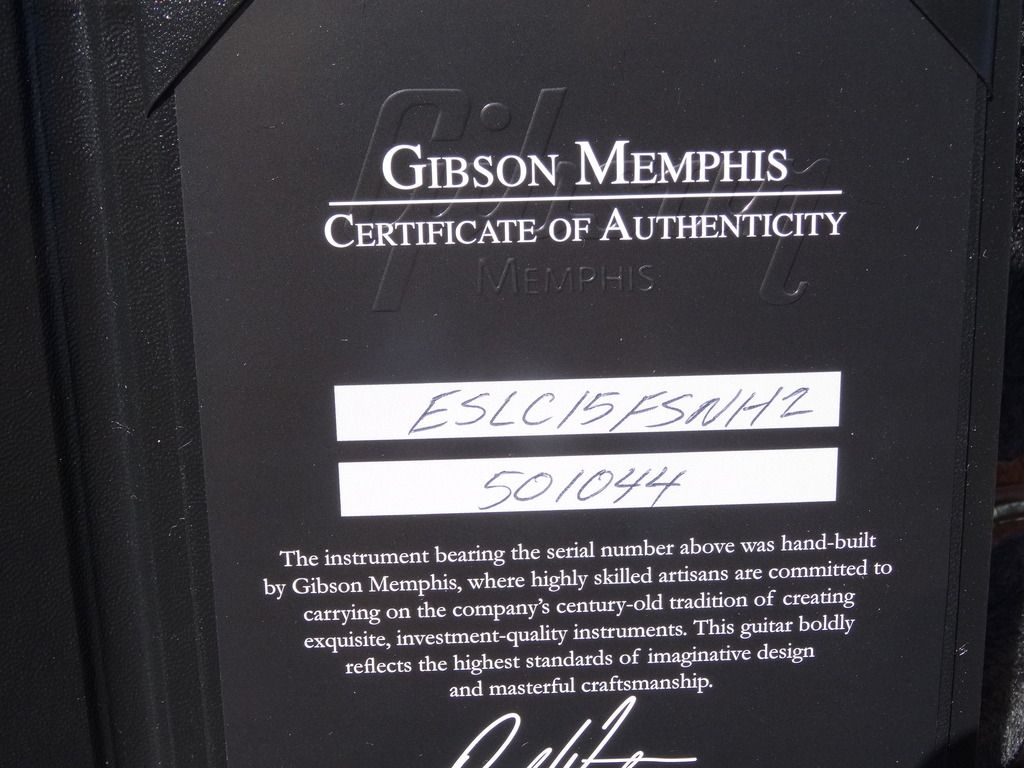 Gibson
GIBSON MEMPHIS
CERTIFICATE OF AUTHENTICITY
MEMPHIS
ESLC15FSNH2
501044
The instrument bearing the serial number above was hand-built
by Gibson Memphis, where highly skilled artisans are committed to
carrying on the company's century-old tradition of creating
exquisite, investment-quality instruments. This guitar boldly
reflects the highest standards of imaginative design
and masterful craftsmanship.